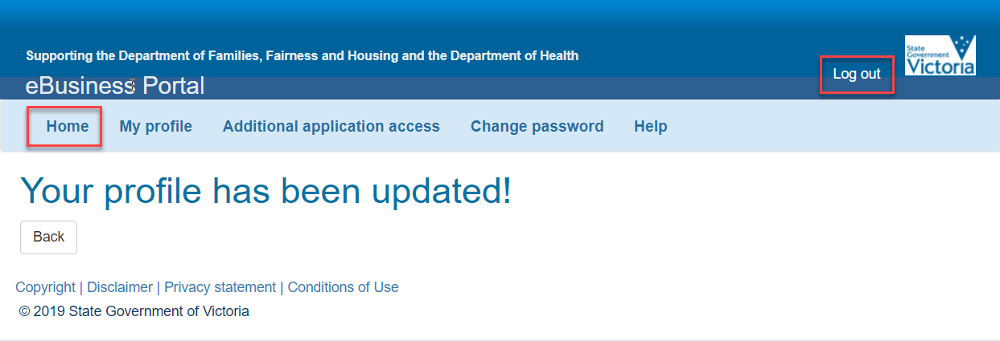 Supporting the Department of Families, Fairness and Housing and the Department of Health
eBusiness Portal
Log out
State
Government
Victoria
Home My profile Additional application access Change password Help
Your profile has been updated!
Back
Copyright | Disclaimer | Privacy statement | Conditions of Use
© 2019 State Government of Victoria